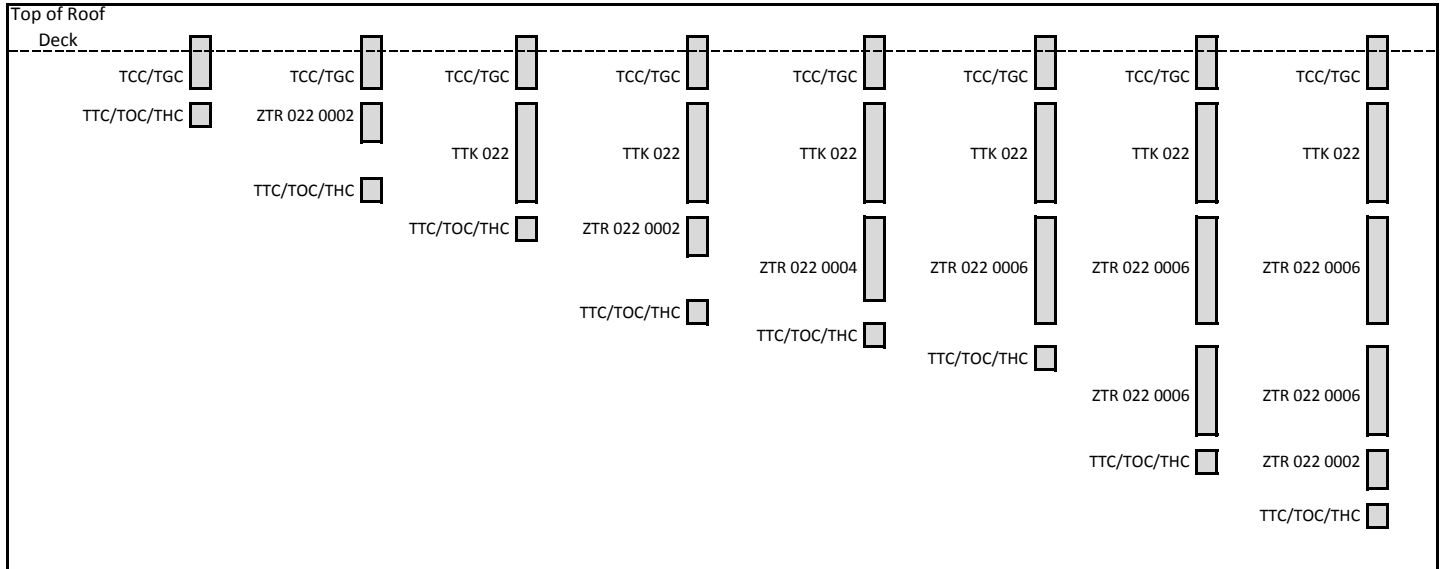 Top of Roof
Deck
TCC/TGC TCC/TGC TCC/TGC TCC/TGC TCC/TGC TCC/TGC TCC/TGC TCC/TGC
TTC/TOC/THC ZTR 022 0002
TTK 022 TTK 022 TTK 022 TTK 022 TTK 022 TTK 022
TTC/TOC/THC
TTC/TOC/THC ZTR 022 0002
ZTR 022 0004 ZTR 022 0006 ZTR 022 0006 ZTR 022 0006
TTC/TOC/THC
TTC/TOC/THC
TTC/TOC/THC
ZTR 022 0006 ZTR 022 0006
TTC/TOC/THC ZTR 022 0002
TTC/TOC/THC